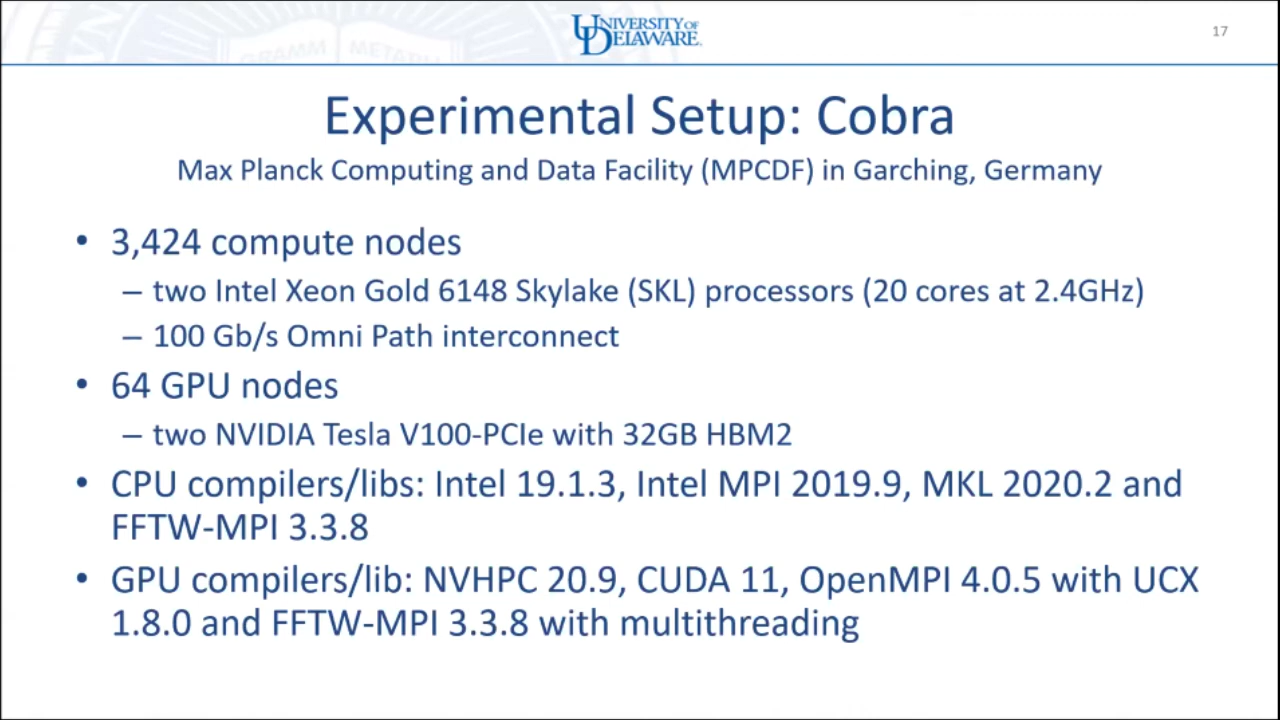 UNIVERSITY OF
DELAWARE.
17
GRAMM METAPH
Experimental Setup: Cobra
Max Planck Computing and Data Facility (MPCDF) in Garching, Germany
• 3,424 compute nodes
– two Intel Xeon Gold 6148 Skylake (SKL) processors (20 cores at 2.4GHz)
– 100 Gb/s Omni Path interconnect
• 64 GPU nodes
– two NVIDIA Tesla V100-PCIe with 32GB HBM2
• CPU compilers/libs: Intel 19.1.3, Intel MPI 2019.9, MKL 2020.2 and
FFTW-MPI 3.3.8
• GPU compilers/lib: NVHPC 20.9, CUDA 11, OpenMPI 4.0.5 with UCX
1.8.0 and FFTW-MPI 3.3.8 with multithreading